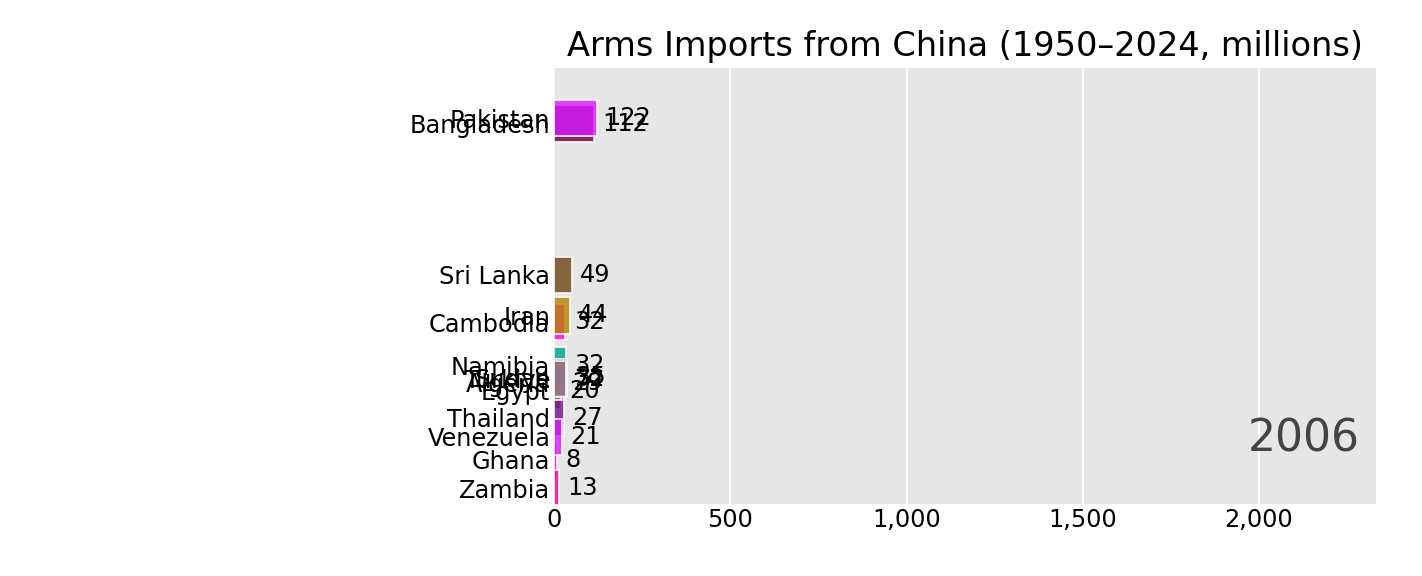 Arms Imports from China (1950–2024, millions)
Pakistan 122
Bangladesh 112
Sri Lanka 49
Iran 44
Cambodia 32
Namibia 32
Egypt 20
Thailand 27
Venezuela 21
2006
Ghana 8
Zambia 13
0 500 1,000 1,500 2,000